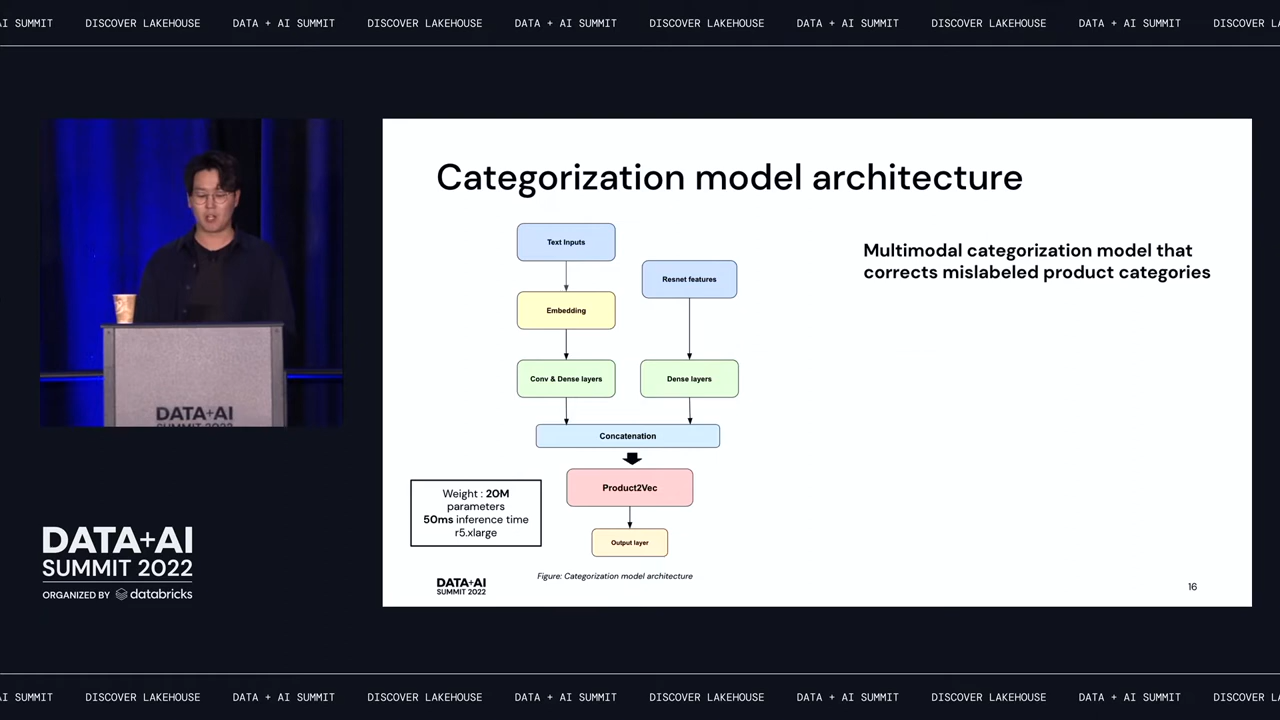 AI SUMMIT DISCOVER LAKEHOUSE DATA + AI SUMMIT DISCOVER LAKEHOUSE DATA + AI SUMMIT DISCOVER LAKEHOUSE DATA + AI SUMMIT DISCOVER LAKEHOUSE DATA + AI SUMMIT DISCOVER L
Categorization model architecture
Text Inputs
Resnet features
Embedding
Conv & Dense layers
Dense layers
Concatenation
Product2Vec
Output layer
Weight : 20M
parameters
50ms inference time
r5.xlarge
Figure: Categorization model architecture
Multimodal categorization model that
corrects mislabeled product categories
DATA+AI
SUMMIT 2022
16
DATA+AI
SUMMIT 2022
DATA+AI
SUMMIT 2022
ORGANIZED BY databricks
AI SUMMIT DISCOVER LAKEHOUSE DATA + AI SUMMIT DISCOVER LAKEHOUSE DATA + AI SUMMIT DISCOVER LAKEHOUSE DATA + AI SUMMIT DISCOVER LAKEHOUSE DATA + AI SUMMIT DISCOVER L